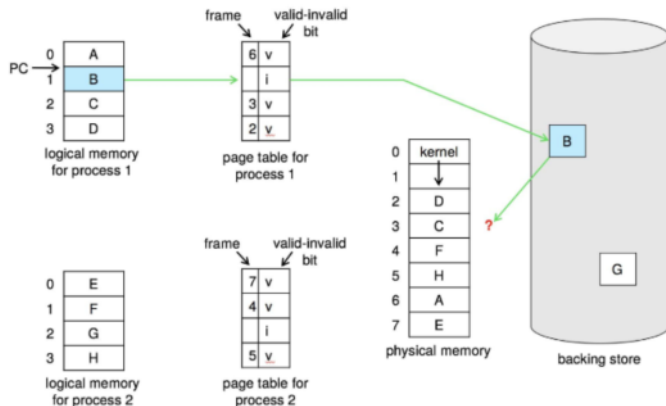 frame
valid-invalid
bit
PC
0 A
1 B
2 C
3 D
logical memory
for process 1
6 v
i
3 v
2 v
page table for
process 1
0 kernel
1
2 D
3 C
4 F
5 H
6 A
7 E
physical memory
?
B
G
backing store
frame
valid-invalid
bit
0 E
1 F
2 G
3 H
logical memory
for process 2
7 v
4 v
i
5 v
page table for
process 2